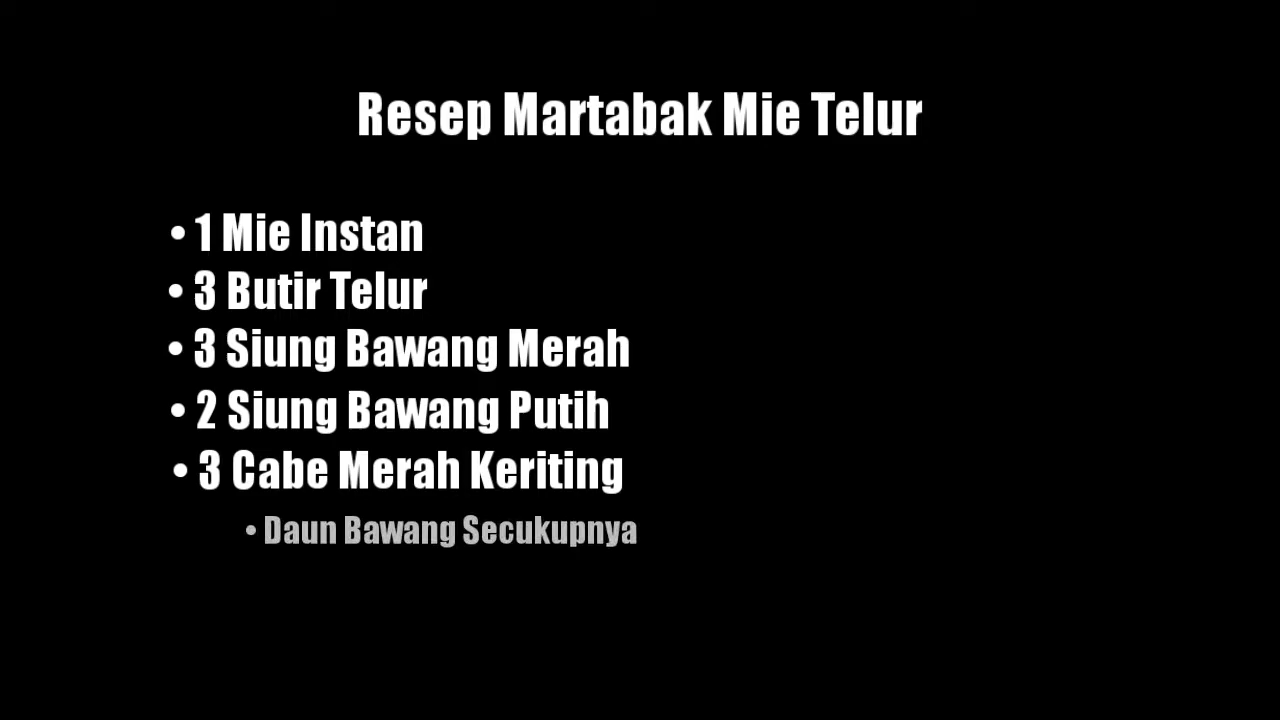 Resep Martabak Mie Telur
• 1 Mie Instan
• 3 Butir Telur
• 3 Siung Bawang Merah
• 2 Siung Bawang Putih
• 3 Cabe Merah Keriting
• Daun Bawang Secukupnya